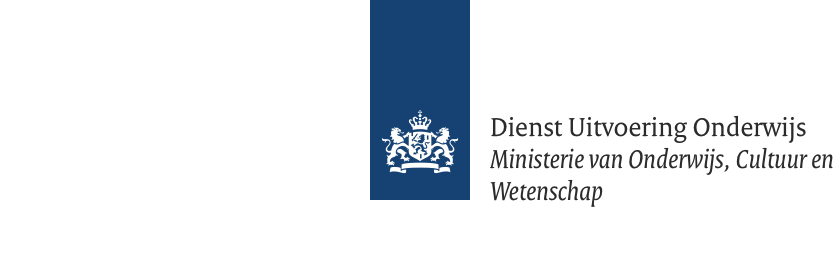 Dienst Uitvoering Onderwijs
Ministerie van Onderwijs, Cultuur en
Wetenschap